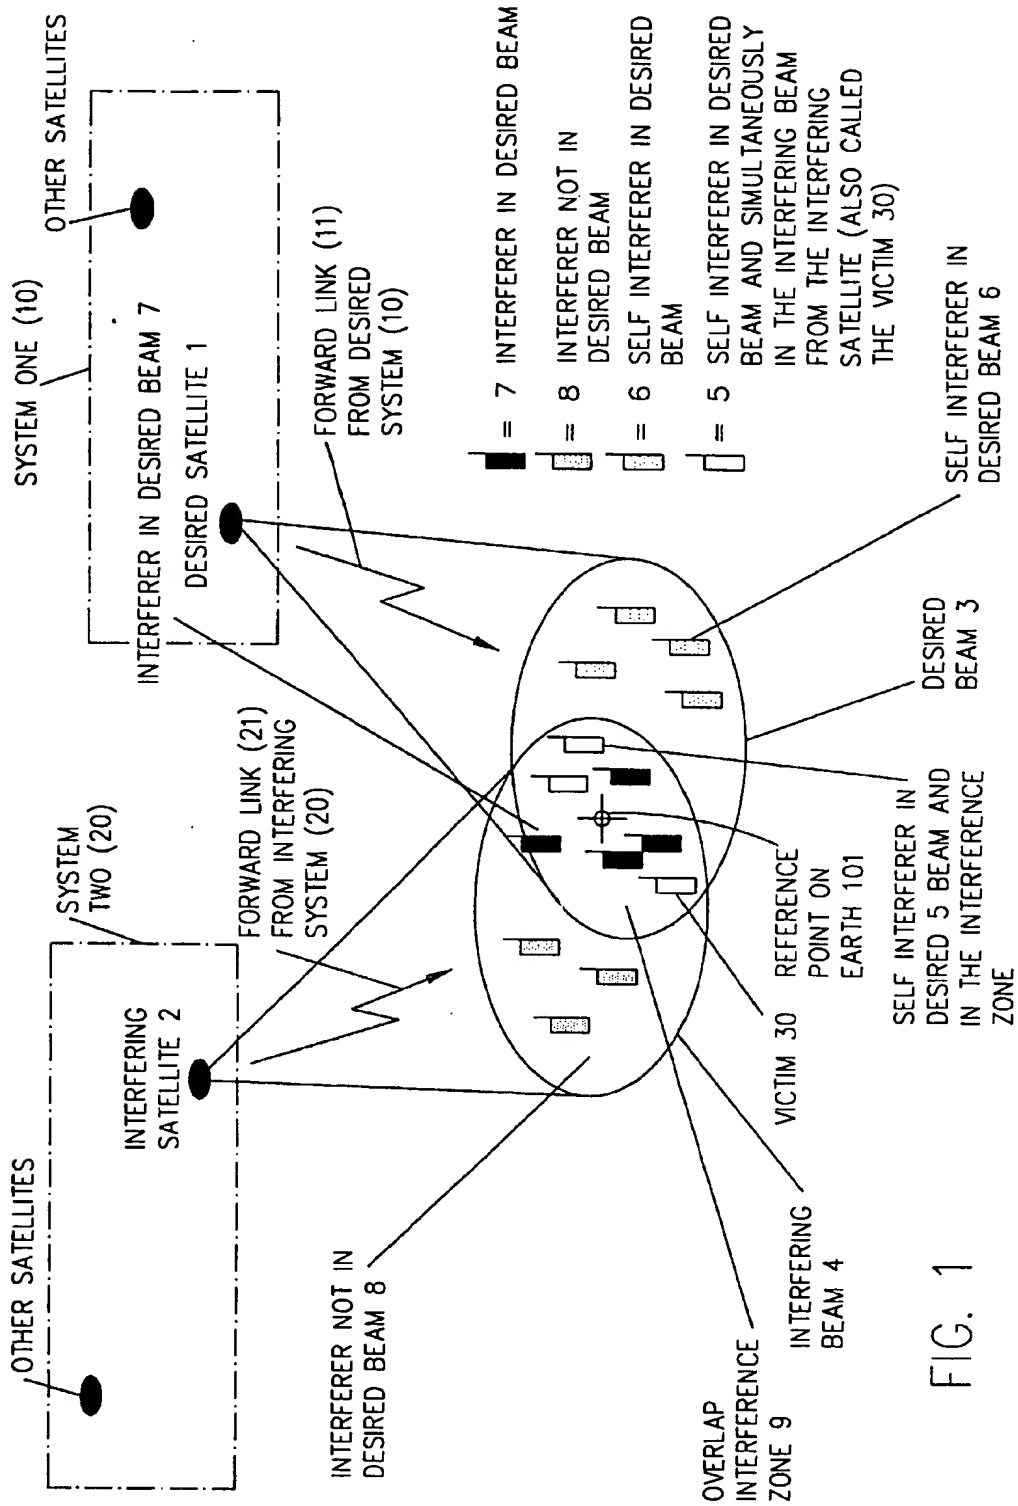 OTHER SATELLITES
SYSTEM
TWO (20)
INTERFERING
SATELLITE 2
FORWARD LINK (21)
FROM INTERFERING
SYSTEM (20)
SYSTEM ONE (10)
OTHER SATELLITES
INTERFERER IN DESIRED BEAM 7
DESIRED SATELLITE 1
FORWARD LINK (11)
FROM DESIRED
SYSTEM (10)
INTERFERER NOT IN
DESIRED BEAM 8
= 7 INTERFERER IN DESIRED BEAM
= 8 INTERFERER NOT IN
DESIRED BEAM
= 6 SELF INTERFERER IN DESIRED
BEAM
= 5 SELF INTERFERER IN DESIRED
BEAM AND SIMULTANEOUSLY
IN THE INTERFERING BEAM
FROM THE INTERFERING
SATELLITE (ALSO CALLED
THE VICTIM 30)
OVERLAP
INTERFERENCE
ZONE 9
INTERFERING
BEAM 4
VICTIM 30
REFERENCE
POINT ON
EARTH 101
SELF INTERFERER IN
DESIRED 5 BEAM AND
IN THE INTERFERENCE
ZONE
DESIRED
BEAM 3
SELF INTERFERER IN
DESIRED BEAM 6
FIG. 1